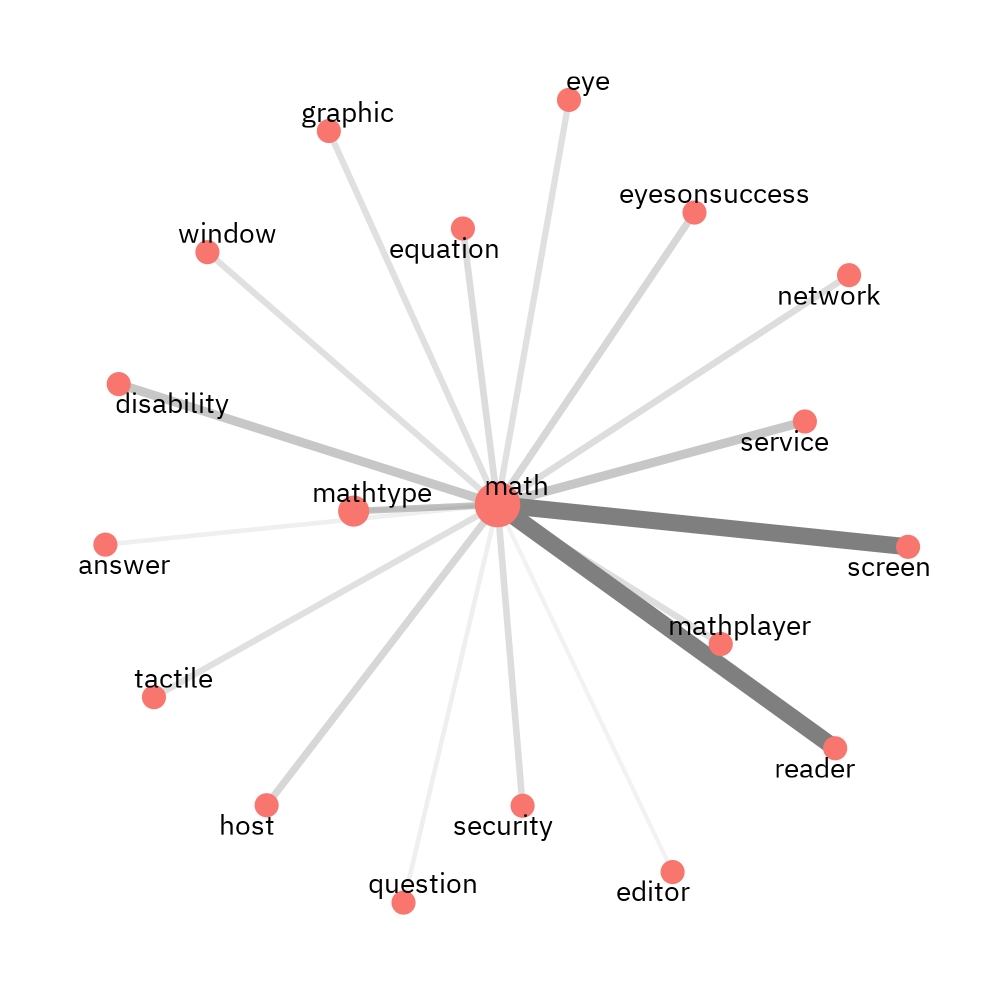 eye
graphic
eyesonsuccess
window
equation
network
disability
service
math
mathtype
answer
screen
mathplayer
tactile
reader
host
security
question
editor